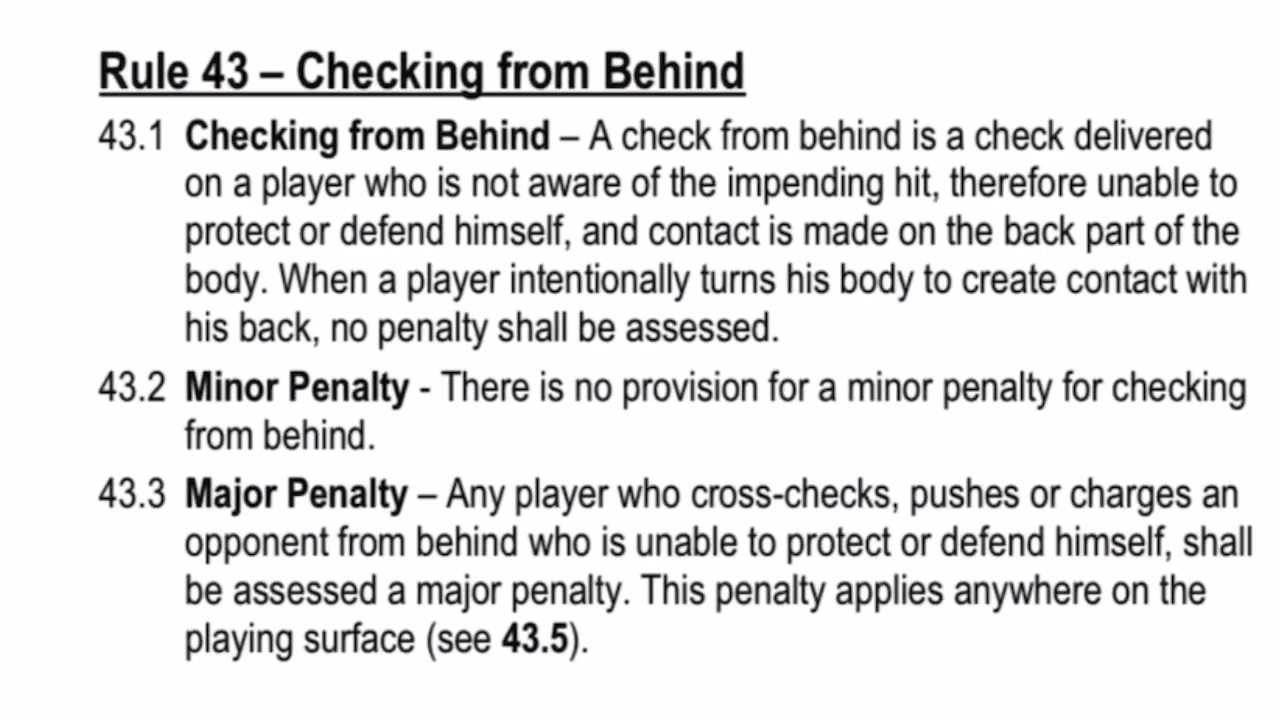 Rule 43 – Checking from Behind
43.1 Checking from Behind – A check from behind is a check delivered
on a player who is not aware of the impending hit, therefore unable to
protect or defend himself, and contact is made on the back part of the
body. When a player intentionally turns his body to create contact with
his back, no penalty shall be assessed.
43.2 Minor Penalty - There is no provision for a minor penalty for checking
from behind.
43.3 Major Penalty – Any player who cross-checks, pushes or charges an
opponent from behind who is unable to protect or defend himself, shall
be assessed a major penalty. This penalty applies anywhere on the
playing surface (see 43.5).